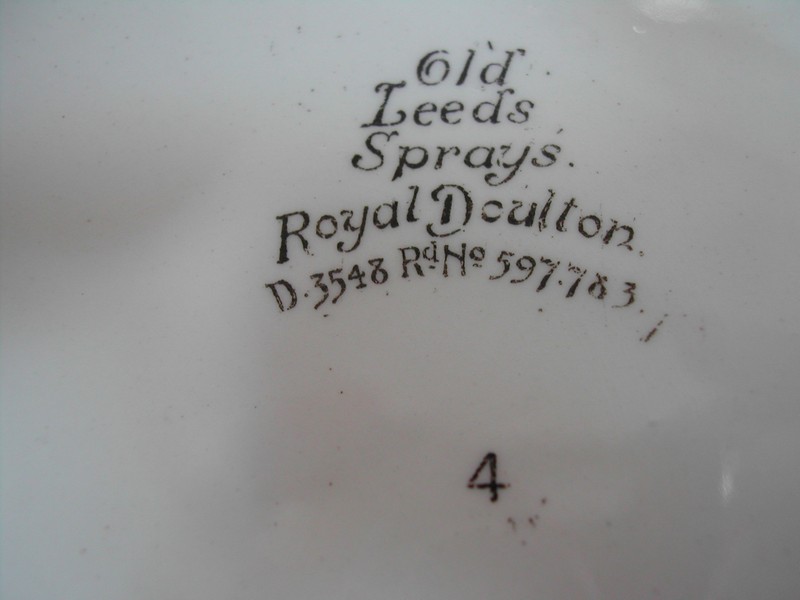 Old
Leeds
Sprays.
Royal Doulton.
D.3548 Rd No 597.783.
4